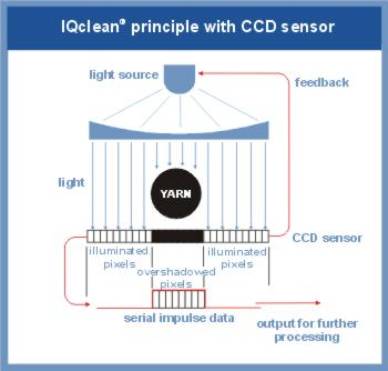 IQclean® principle with CCD sensor
light source
feedback
light
YARN
CCD sensor
illuminated
pixels
illuminated
pixels
overshadowed
pixels
serial impulse data
output for further
processing